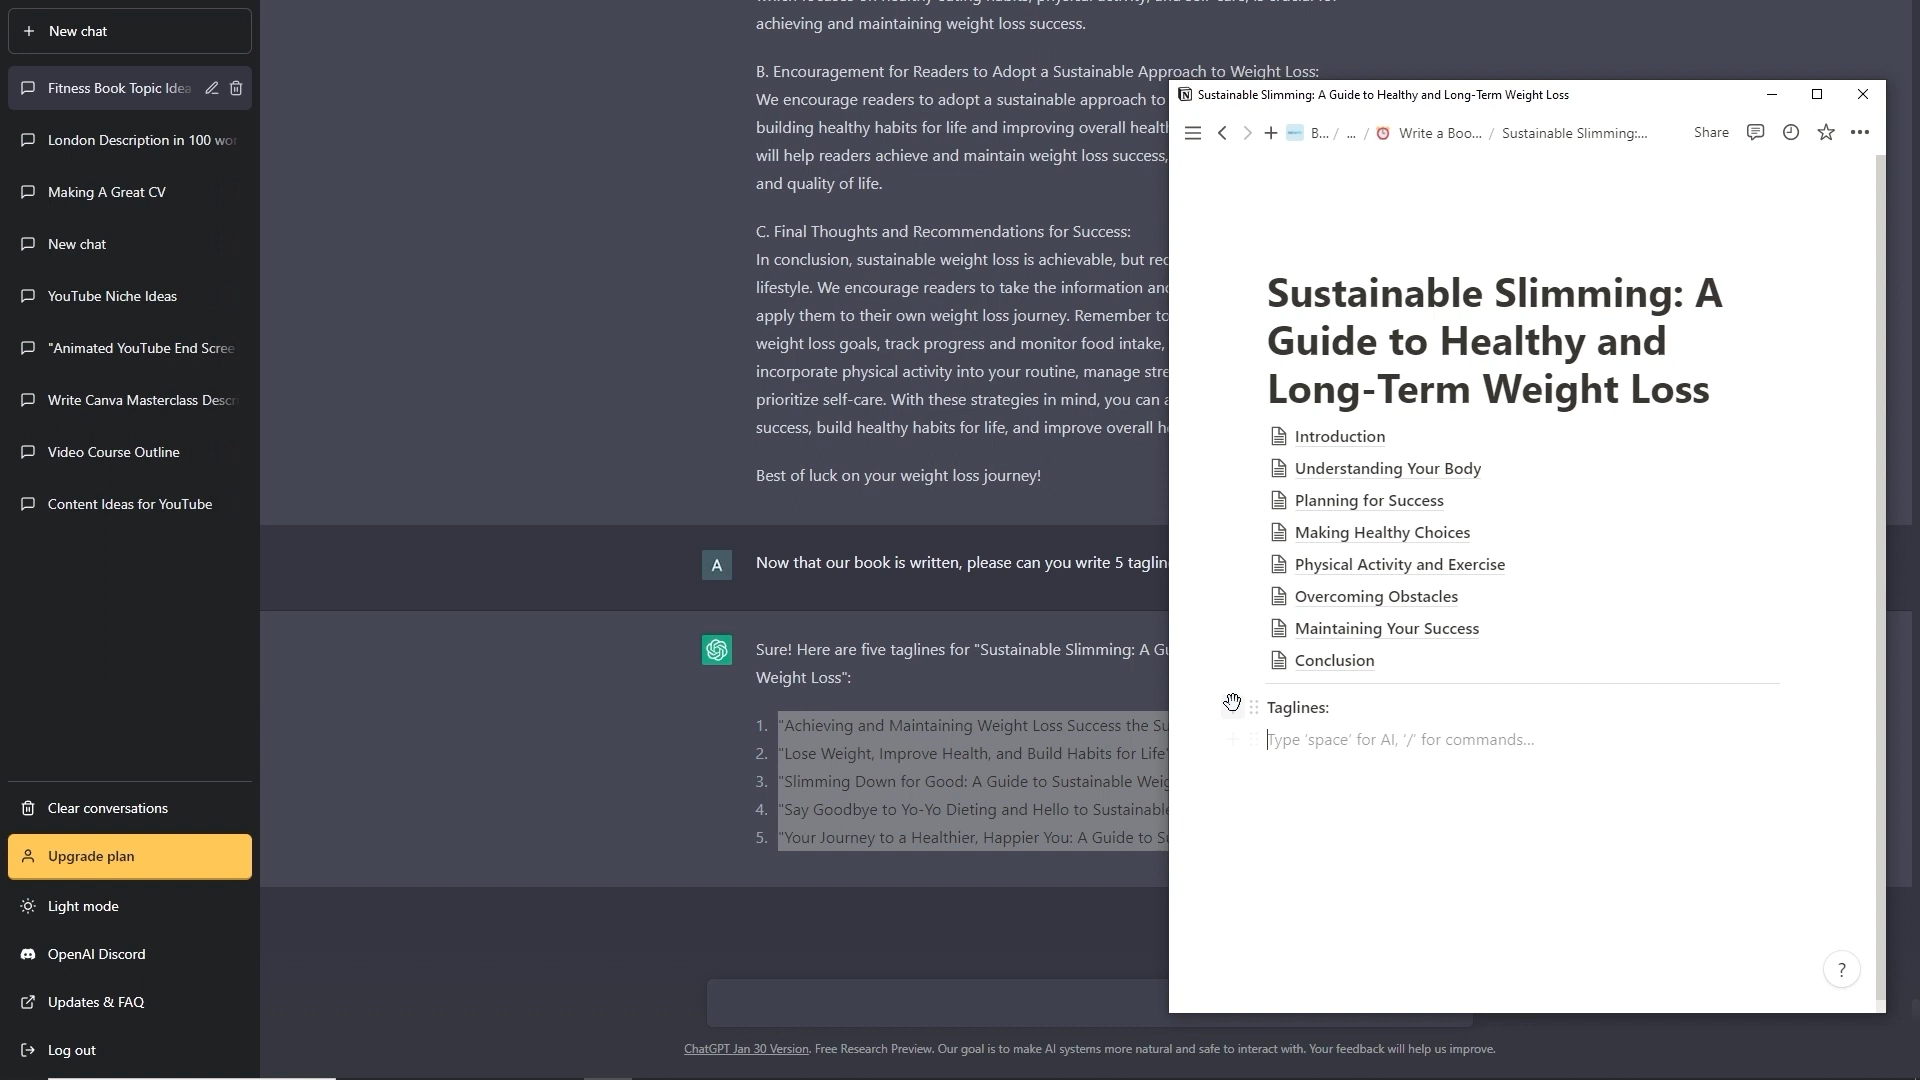 New chat
Fitness Book Topic Idea
London Description in 100 wo
Making A Great CV
New chat
YouTube Niche Ideas
"Animated YouTube End Scree
Write Canva Masterclass Descr
Video Course Outline
Content Ideas for YouTube
Clear conversations
Upgrade plan
Light mode
OpenAI Discord
Updates & FAQ
Log out
achieving and maintaining weight loss success.
B. Encouragement for Readers to Adopt a Sustainable Approach to Weight Loss:
We encourage readers to adopt a sustainable approach to
building healthy habits for life and improving overall healt
will help readers achieve and maintain weight loss success,
and quality of life.
C. Final Thoughts and Recommendations for Success:
In conclusion, sustainable weight loss is achievable, but rec
lifestyle. We encourage readers to take the information and
apply them to their own weight loss journey. Remember to
weight loss goals, track progress and monitor food intake,
incorporate physical activity into your routine, manage stre
prioritize self-care. With these strategies in mind, you can a
success, build healthy habits for life, and improve overall h
Best of luck on your weight loss journey!
A
Now that our book is written, please can you write 5 taglin
Sure! Here are five taglines for "Sustainable Slimming: A Gu
Weight Loss":
1. "Achieving and Maintaining Weight Loss Success the Su
2. "Lose Weight, Improve Health, and Build Habits for Life"
3. "Slimming Down for Good: A Guide to Sustainable Weig
4. "Say Goodbye to Yo-Yo Dieting and Hello to Sustainable
5. "Your Journey to a Healthier, Happier You: A Guide to S
ChatGPT Jan 30 Version. Free Research Preview. Our goal is to make AI systems more natural and safe to interact with. Your feedback will help us improve.
Sustainable Slimming: A Guide to Healthy and Long-Term Weight Loss
B... / ... / Write a Boo... / Sustainable Slimming:... Share
Sustainable Slimming: A
Guide to Healthy and
Long-Term Weight Loss
Introduction
Understanding Your Body
Planning for Success
Making Healthy Choices
Physical Activity and Exercise
Overcoming Obstacles
Maintaining Your Success
Conclusion
Taglines:
Type 'space' for AI, '/' for commands...
?